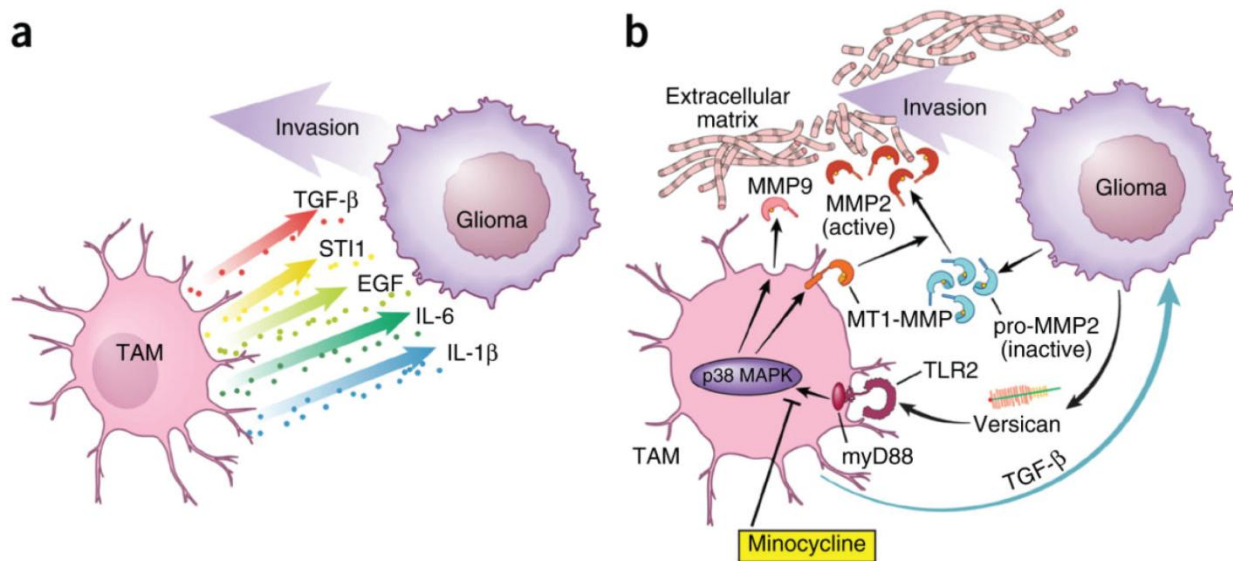 a
Invasion
Glioma
TGF-β
STI1
EGF
IL-6
IL-1β
TAM
b
Extracellular
matrix
Invasion
Glioma
MMP9
MMP2
(active)
MT1-MMP
pro-MMP2
(inactive)
p38 MAPK
TLR2
Versican
TAM
myD88
TGF-β
Minocycline